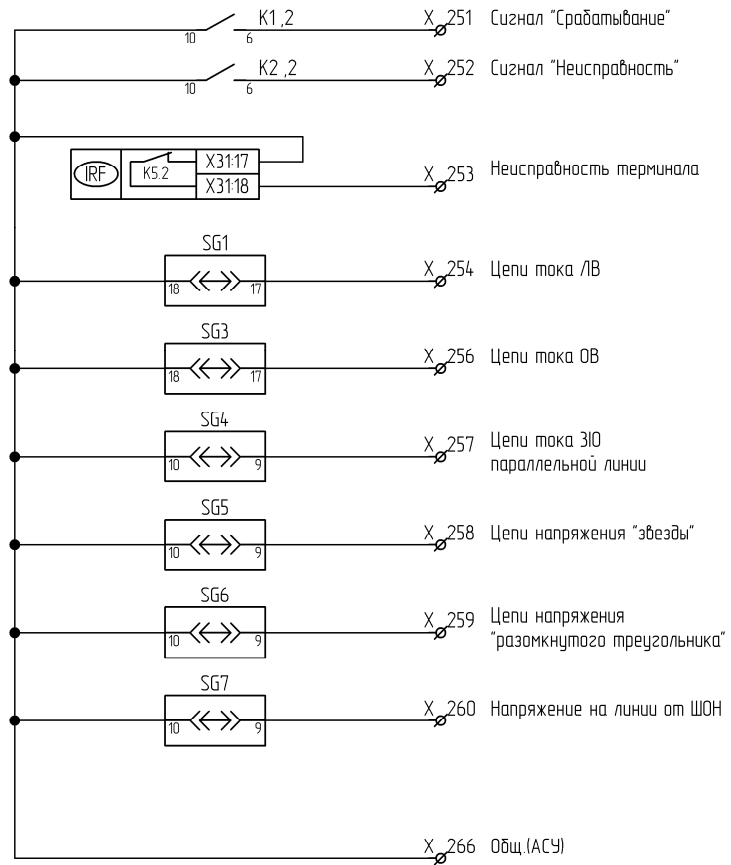 K1,2 X 251 Сигнал "Срабатывание"
10 6
K2,2 X 252 Сигнал "Неисправность"
10 6
IRF K5.2 X31:17
X31:18 X 253 Неисправность терминала
SG1
18 17 X 254 Цепи тока ЛВ
SG3
18 17 X 256 Цепи тока ОВ
SG4
10 9 X 257 Цепи тока 3I0
параллельной линии
SG5
10 9 X 258 Цепи напряжения "звезды"
SG6
10 9 X 259 Цепи напряжения
"разомкнутого треугольника"
SG7
10 9 X 260 Напряжение на линии от ШОН
X 266 Общ.(АСУ)